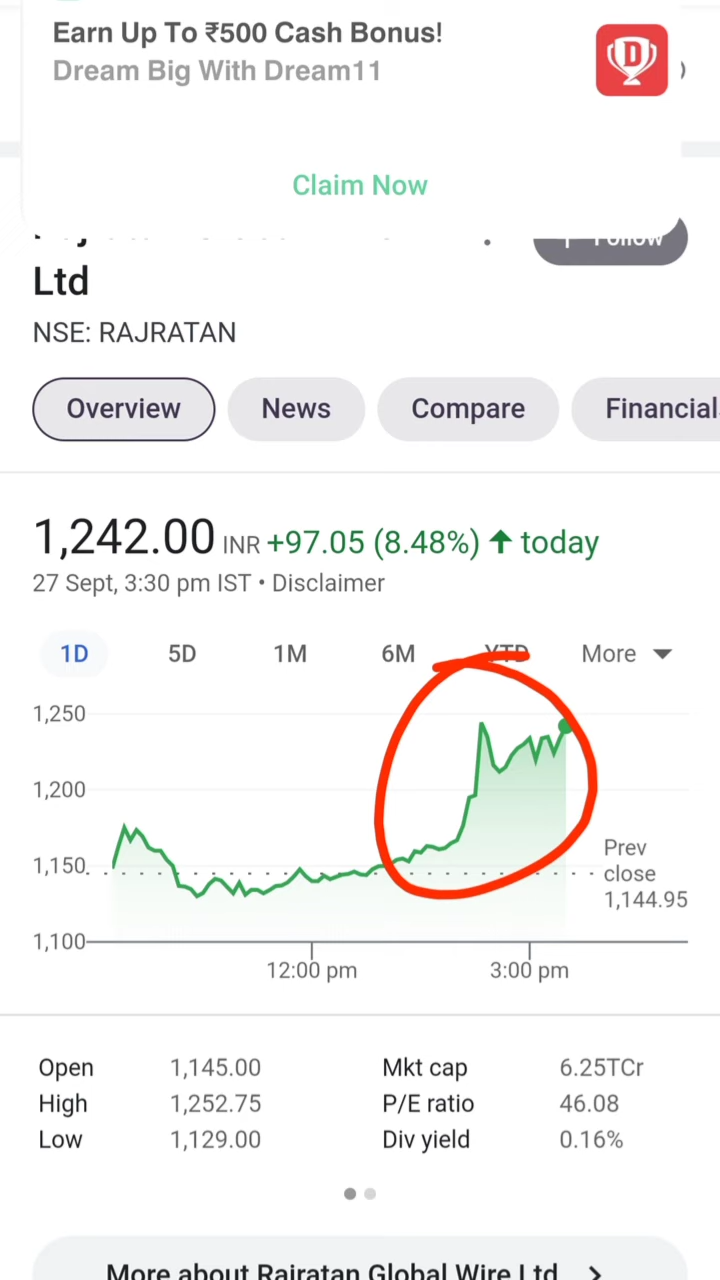 Earn Up To ₹500 Cash Bonus!
Dream Big With Dream11
D
Claim Now
Follow
Ltd
NSE: RAJRATAN
Overview News Compare Financial
1,242.00 INR +97.05 (8.48%) ↑ today
27 Sept, 3:30 pm IST • Disclaimer
1D 5D 1M 6M YTD More
1,250
1,200
1,150
1,100
Prev
close
1,144.95
12:00 pm 3:00 pm
Open 1,145.00 Mkt cap 6.25TCr
High 1,252.75 P/E ratio 46.08
Low 1,129.00 Div yield 0.16%
More about Rajratan Global Wire Ltd